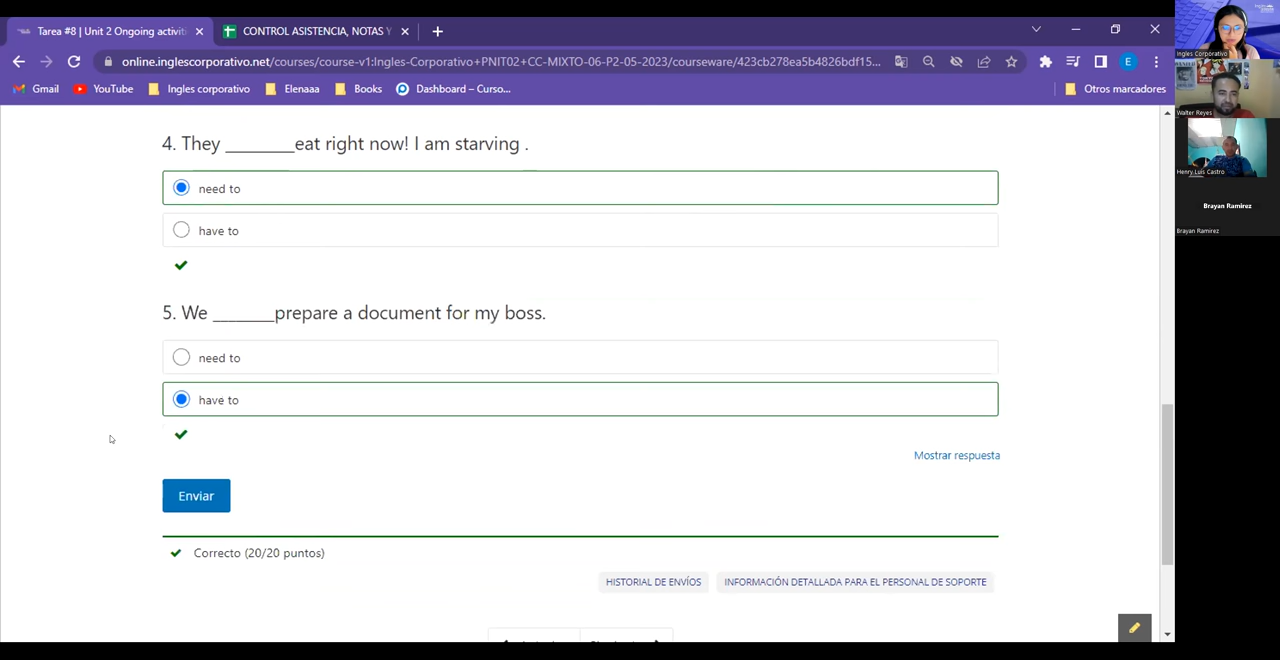 Tarea #8 | Unit 2 Ongoing activiti
CONTROL ASISTENCIA, NOTAS Y
online.inglescorporativo.net/courses/course-v1:Ingles-Corporativo+PNIT02+CC-MIXTO-06-P2-05-2023/courseware/423cb278ea5b4826bdf15...
E
Gmail
YouTube
Ingles corporativo
Elenaaa
Books
Dashboard – Curso...
Otros marcadores
4. They ________eat right now! I am starving .
need to
have to
5. We _______prepare a document for my boss.
need to
have to
Mostrar respuesta
Enviar
Correcto (20/20 puntos)
HISTORIAL DE ENVÍOS
INFORMACIÓN DETALLADA PARA EL PERSONAL DE SOPORTE
Ingles Corporativo
Walter Reyes
Henry Luis Castro
Brayan Ramirez
Brayan Ramirez